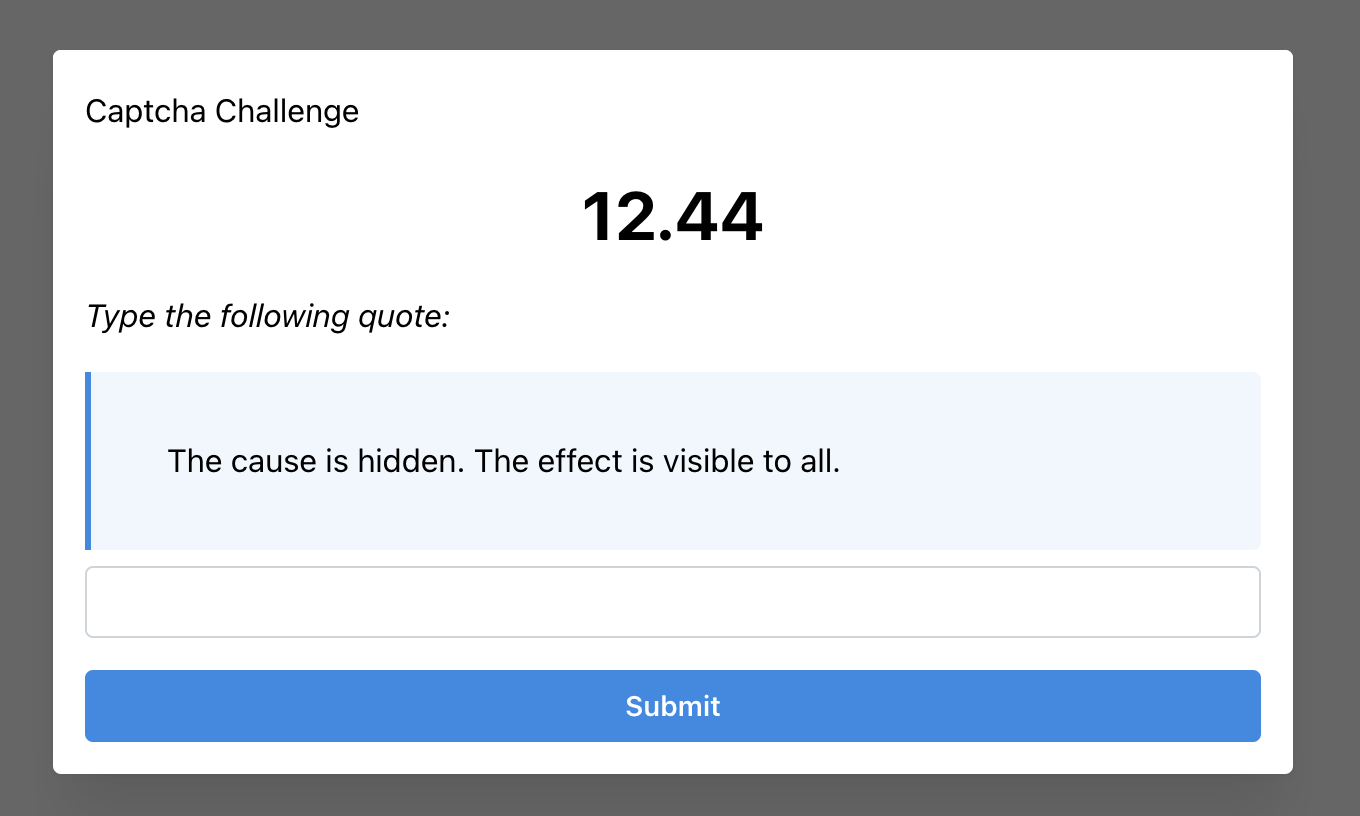 Captcha Challenge
12.44
Type the following quote:
The cause is hidden. The effect is visible to all.
Submit